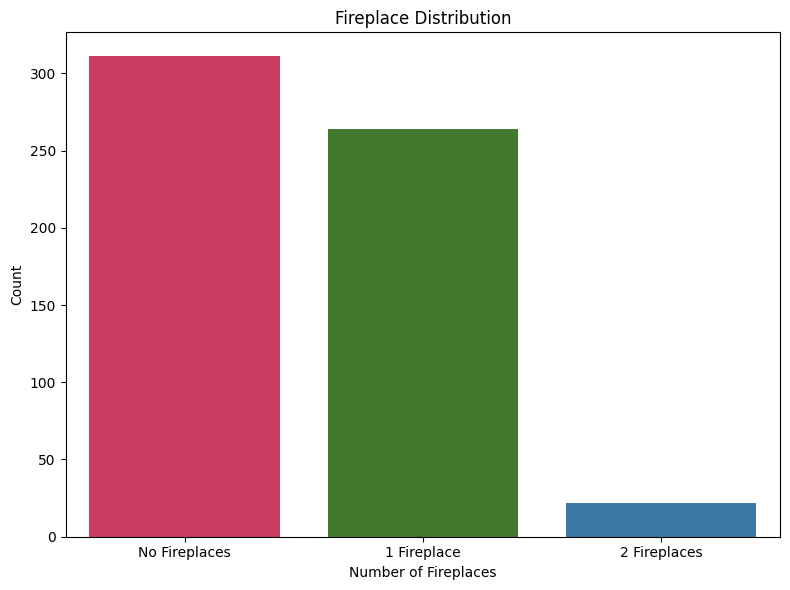 Fireplace Distribution
300
250
200
150
100
50
0
Count
No Fireplaces
1 Fireplace
2 Fireplaces
Number of Fireplaces